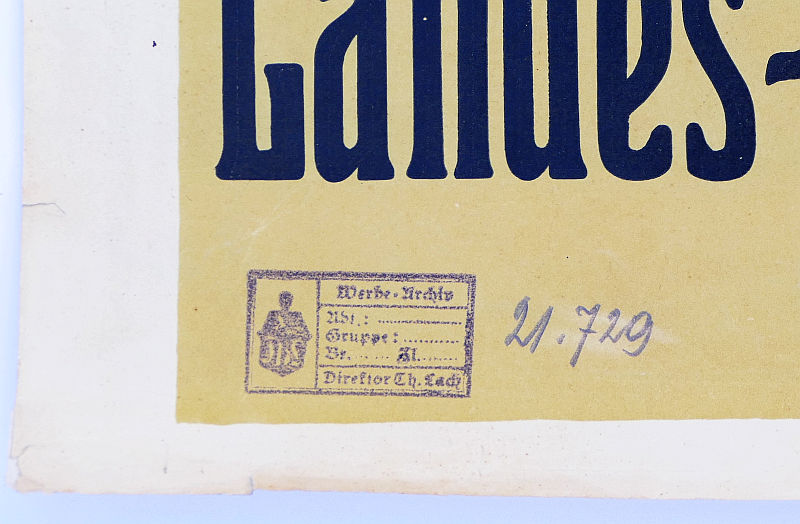 Landes-
Werbe-Archiv
Abt.:
Gruppe:
Br. Kl.
Direktor Th. Lach
21.729